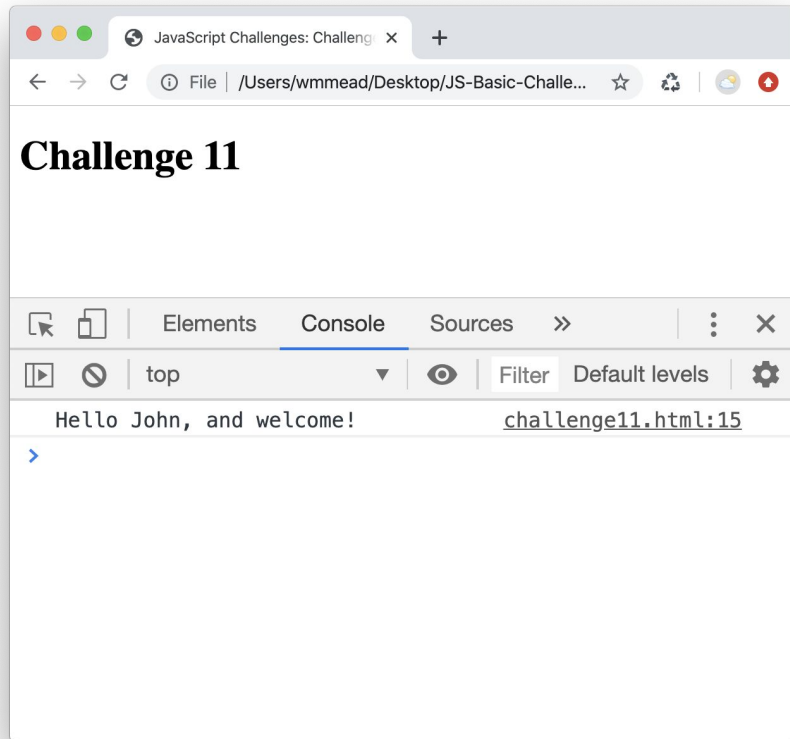 JavaScript Challenges: Challeng
File /Users/wmmead/Desktop/JS-Basic-Challe...
Challenge 11
Elements Console Sources
top Filter Default levels
Hello John, and welcome! challenge11.html:15